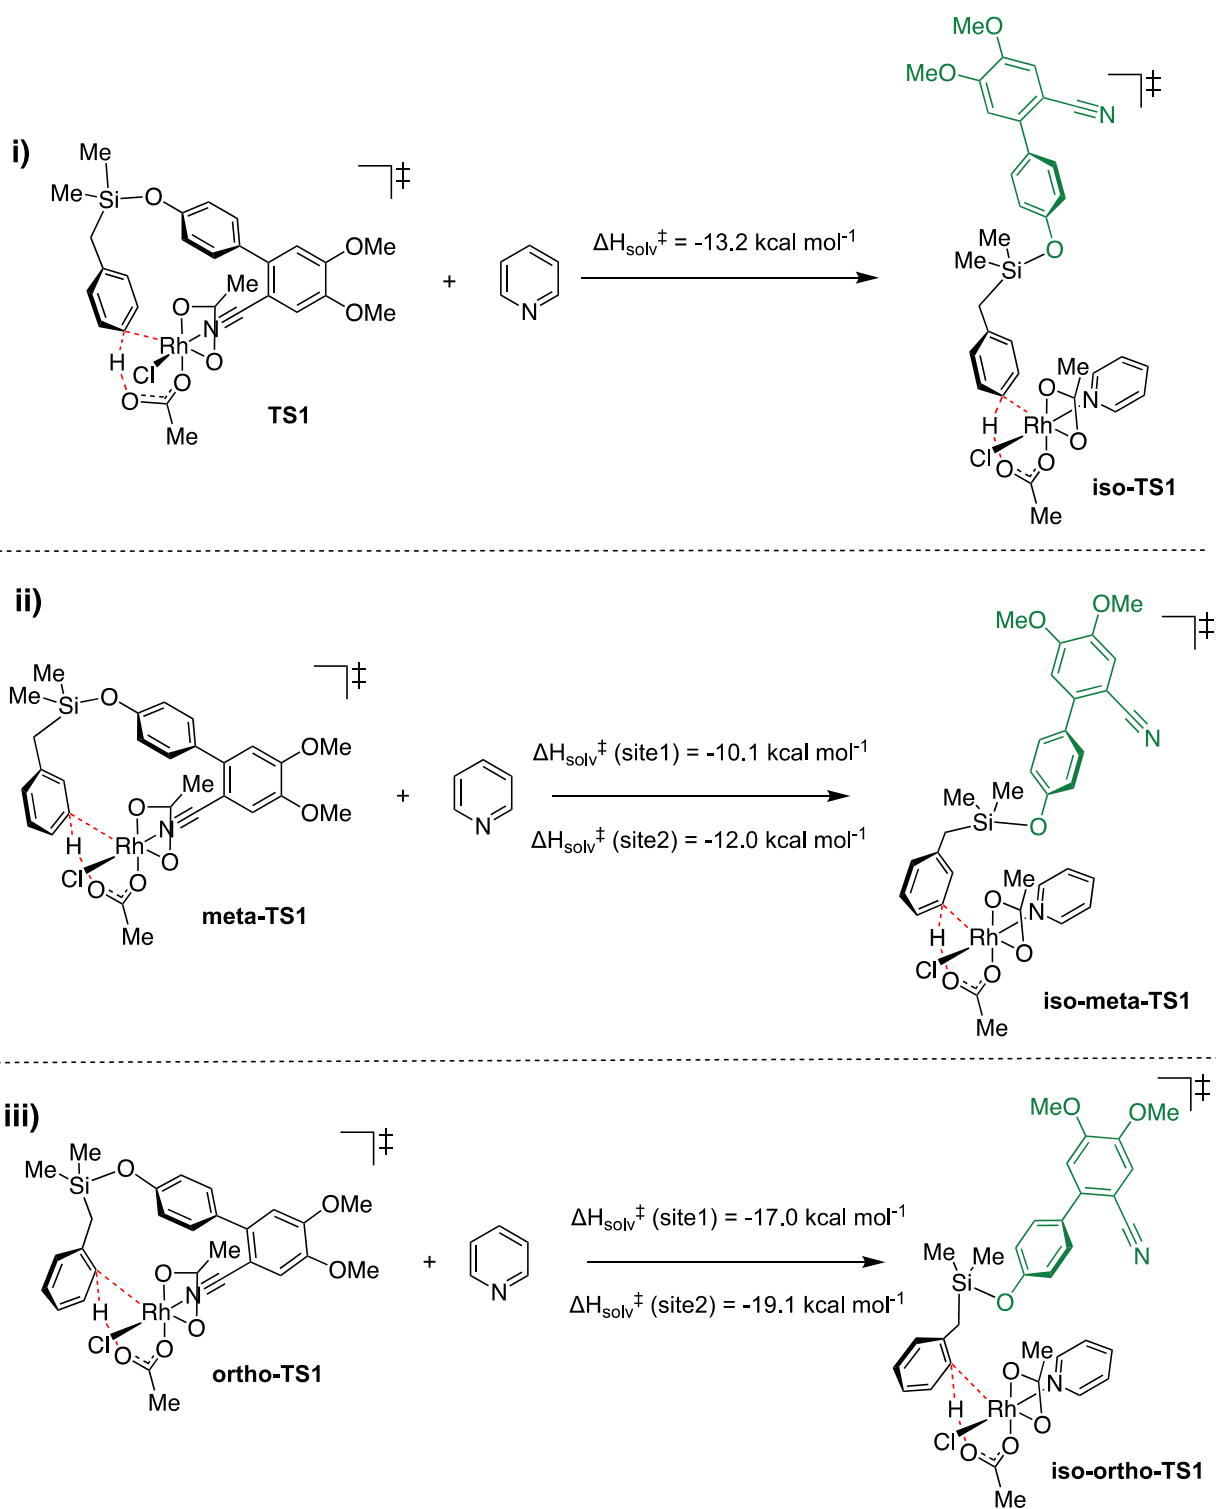 i)
Me
Me
Si
O
OMe
OMe
Me
O
N
Rh
O
H
Cl
O
O
Me
TS1
+
N
ΔHsolv‡ = -13.2 kcal mol-1
MeO
MeO
N
O
Me
Me
Si
Me
O
N
Rh
O
H
Cl
O
O
Me
iso-TS1
‡
‡
ii)
Me
Me
Si
O
OMe
OMe
Me
O
N
Rh
O
H
Cl
O
O
Me
meta-TS1
‡
+
N
ΔHsolv‡ (site1) = -10.1 kcal mol-1
ΔHsolv‡ (site2) = -12.0 kcal mol-1
MeO
OMe
N
Me
Me
Si
O
Me
O
N
Rh
O
H
Cl
O
O
Me
iso-meta-TS1
‡
iii)
Me
Me
Si
O
OMe
OMe
Me
O
N
Rh
O
H
Cl
O
O
Me
ortho-TS1
‡
+
N
ΔHsolv‡ (site1) = -17.0 kcal mol-1
ΔHsolv‡ (site2) = -19.1 kcal mol-1
MeO
OMe
N
Me
Me
Si
O
Me
O
N
Rh
O
H
Cl
O
O
Me
iso-ortho-TS1
‡